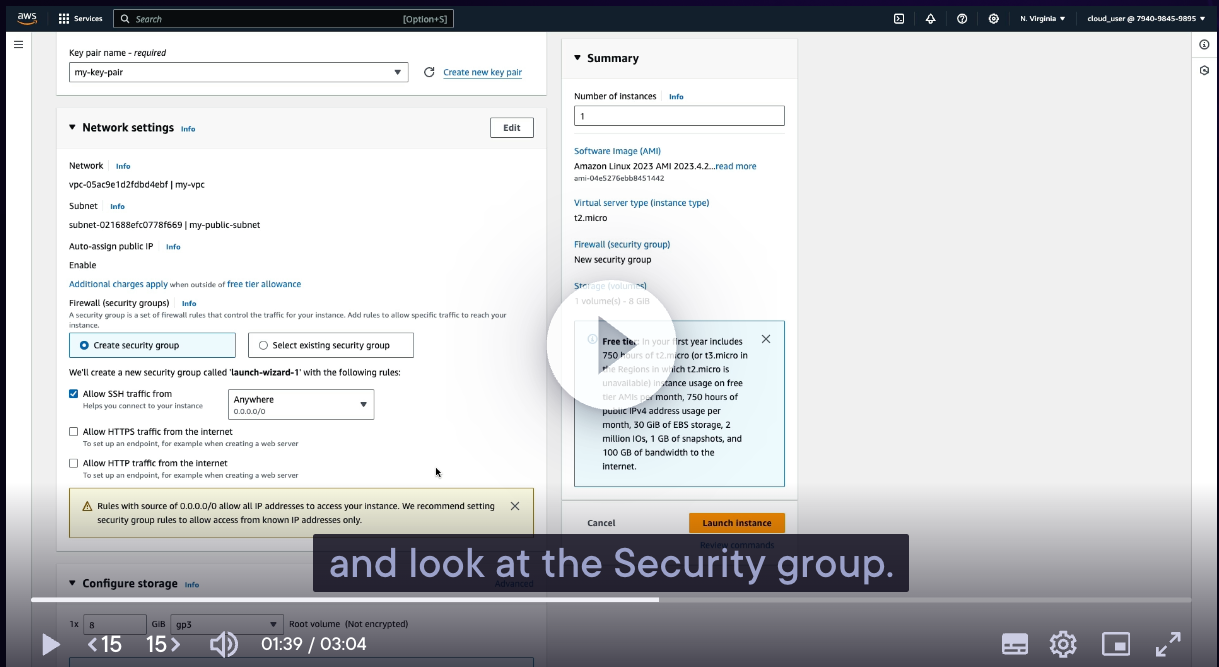 aws
Services
Search
[Option+S]
N. Virginia
cloud_user @ 7940-9845-9895
Key pair name - required
my-key-pair
Create new key pair
Network settings Info
Edit
Network Info
vpc-05ac9e1d2fdbd4ebf | my-vpc
Subnet Info
subnet-021688efc0778f669 | my-public-subnet
Auto-assign public IP Info
Enable
Additional charges apply when outside of free tier allowance
Firewall (security groups) Info
A security group is a set of firewall rules that control the traffic for your instance. Add rules to allow specific traffic to reach your
instance.
Create security group
Select existing security group
We'll create a new security group called 'launch-wizard-1' with the following rules:
Allow SSH traffic from
Helps you connect to your instance
Anywhere
0.0.0.0/0
Allow HTTPS traffic from the internet
To set up an endpoint, for example when creating a web server
Allow HTTP traffic from the internet
To set up an endpoint, for example when creating a web server
Rules with source of 0.0.0.0/0 allow all IP addresses to access your instance. We recommend setting
security group rules to allow access from known IP addresses only.
Configure storage Info
Advanced
1x 8 GiB gp3 Root volume (Not encrypted)
Summary
Number of instances Info
1
Software Image (AMI)
Amazon Linux 2023 AMI 2023.4.2...read more
ami-04e5276ebb8451442
Virtual server type (instance type)
t2.micro
Firewall (security group)
New security group
Storage (volumes)
1 volume(s) - 8 GiB
Free tier: In your first year includes
750 hours of t2.micro (or t3.micro in
the Regions in which t2.micro is
unavailable) instance usage on free
tier AMIs per month, 750 hours of
public IPv4 address usage per
month, 30 GiB of EBS storage, 2
million IOs, 1 GB of snapshots, and
100 GB of bandwidth to the
internet.
Cancel
Launch instance
Review commands
and look at the Security group.
15
15
01:39 / 03:04